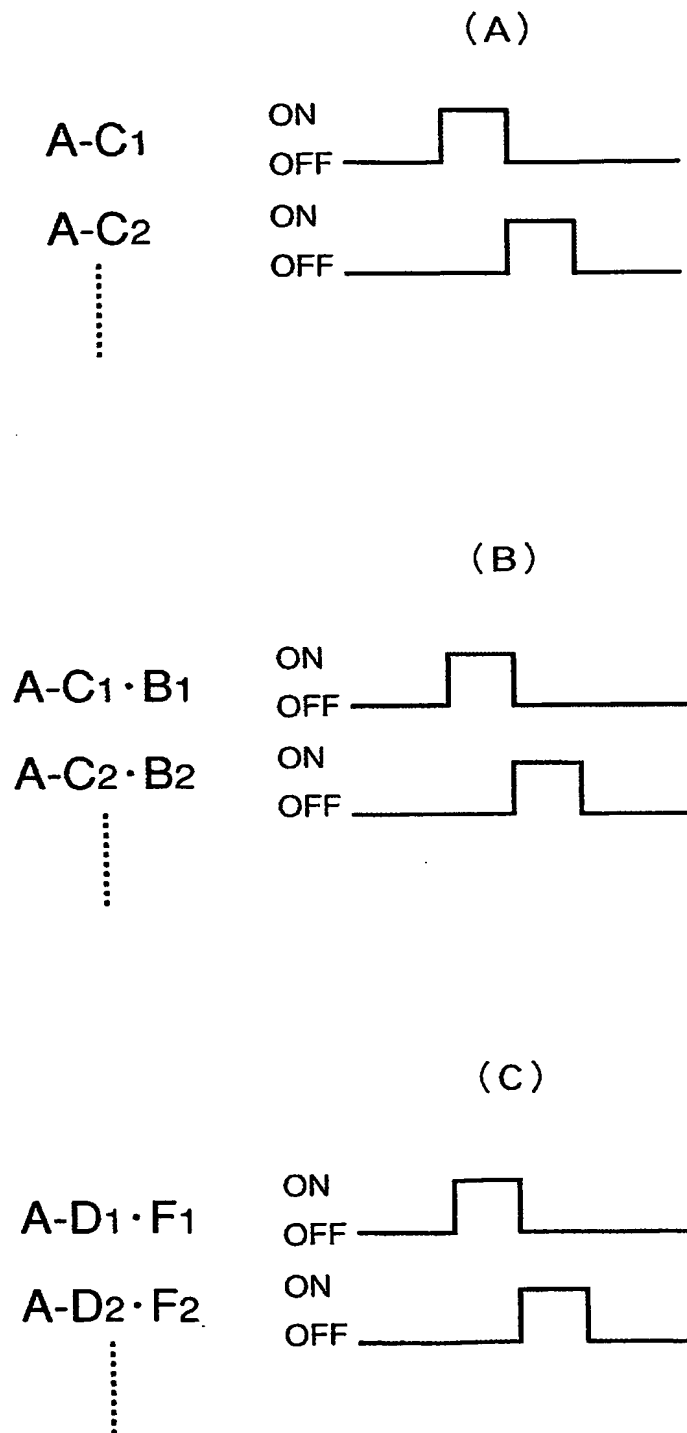 (A)
A-C1
ON
OFF
A-C2
ON
OFF
(B)
A-C1·B1
ON
OFF
A-C2·B2
ON
OFF
(C)
A-D1·F1
ON
OFF
A-D2·F2
ON
OFF